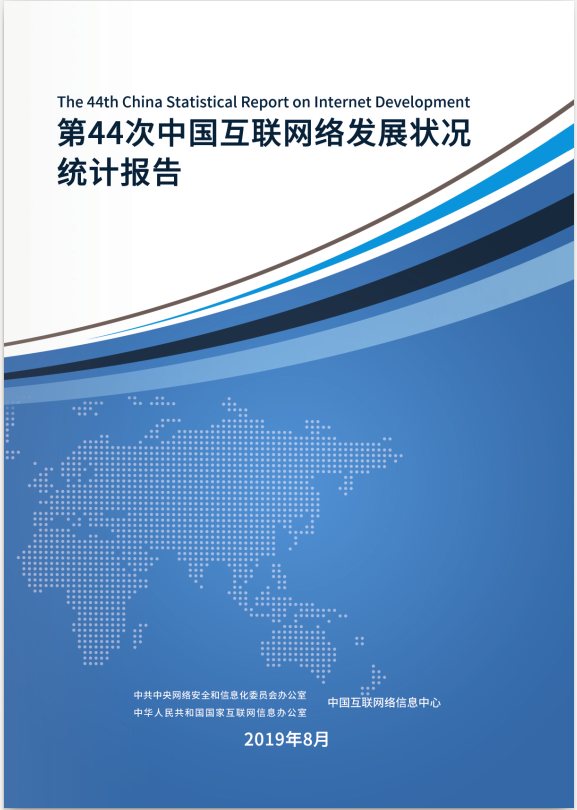 The 44th China Statistical Report on Internet Development
第44次中国互联网络发展状况
统计报告
中共中央网络安全和信息化委员会办公室
中华人民共和国国家互联网信息办公室
中国互联网络信息中心
2019年8月